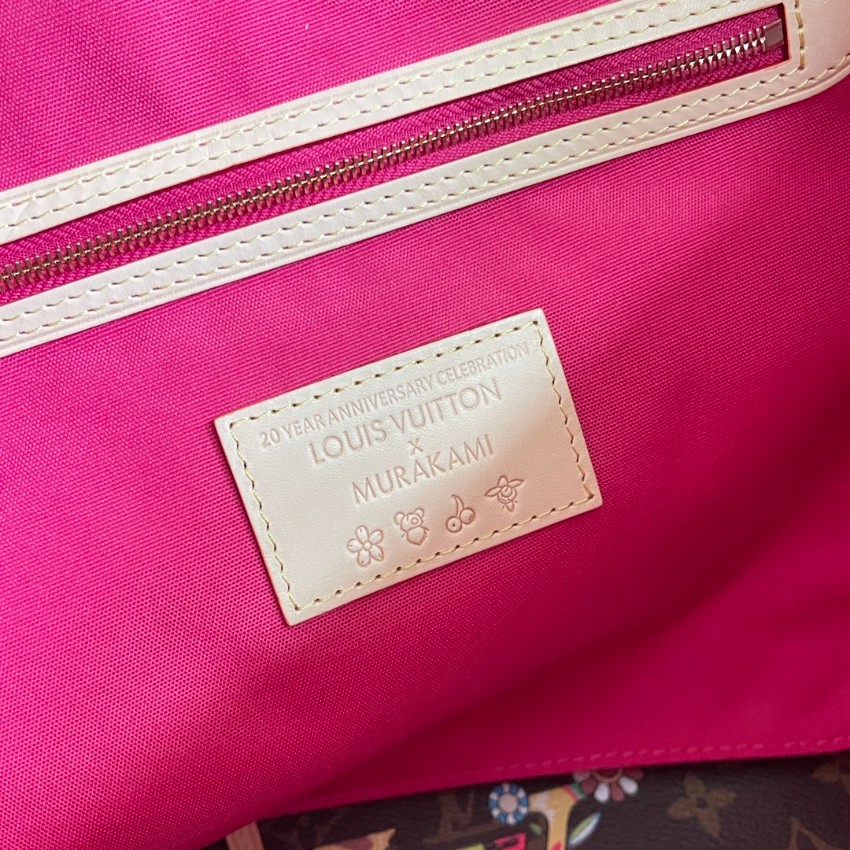 20 YEAR ANNIVERSARY CELEBRATION
LOUIS VUITTON
X
MURAKAMI